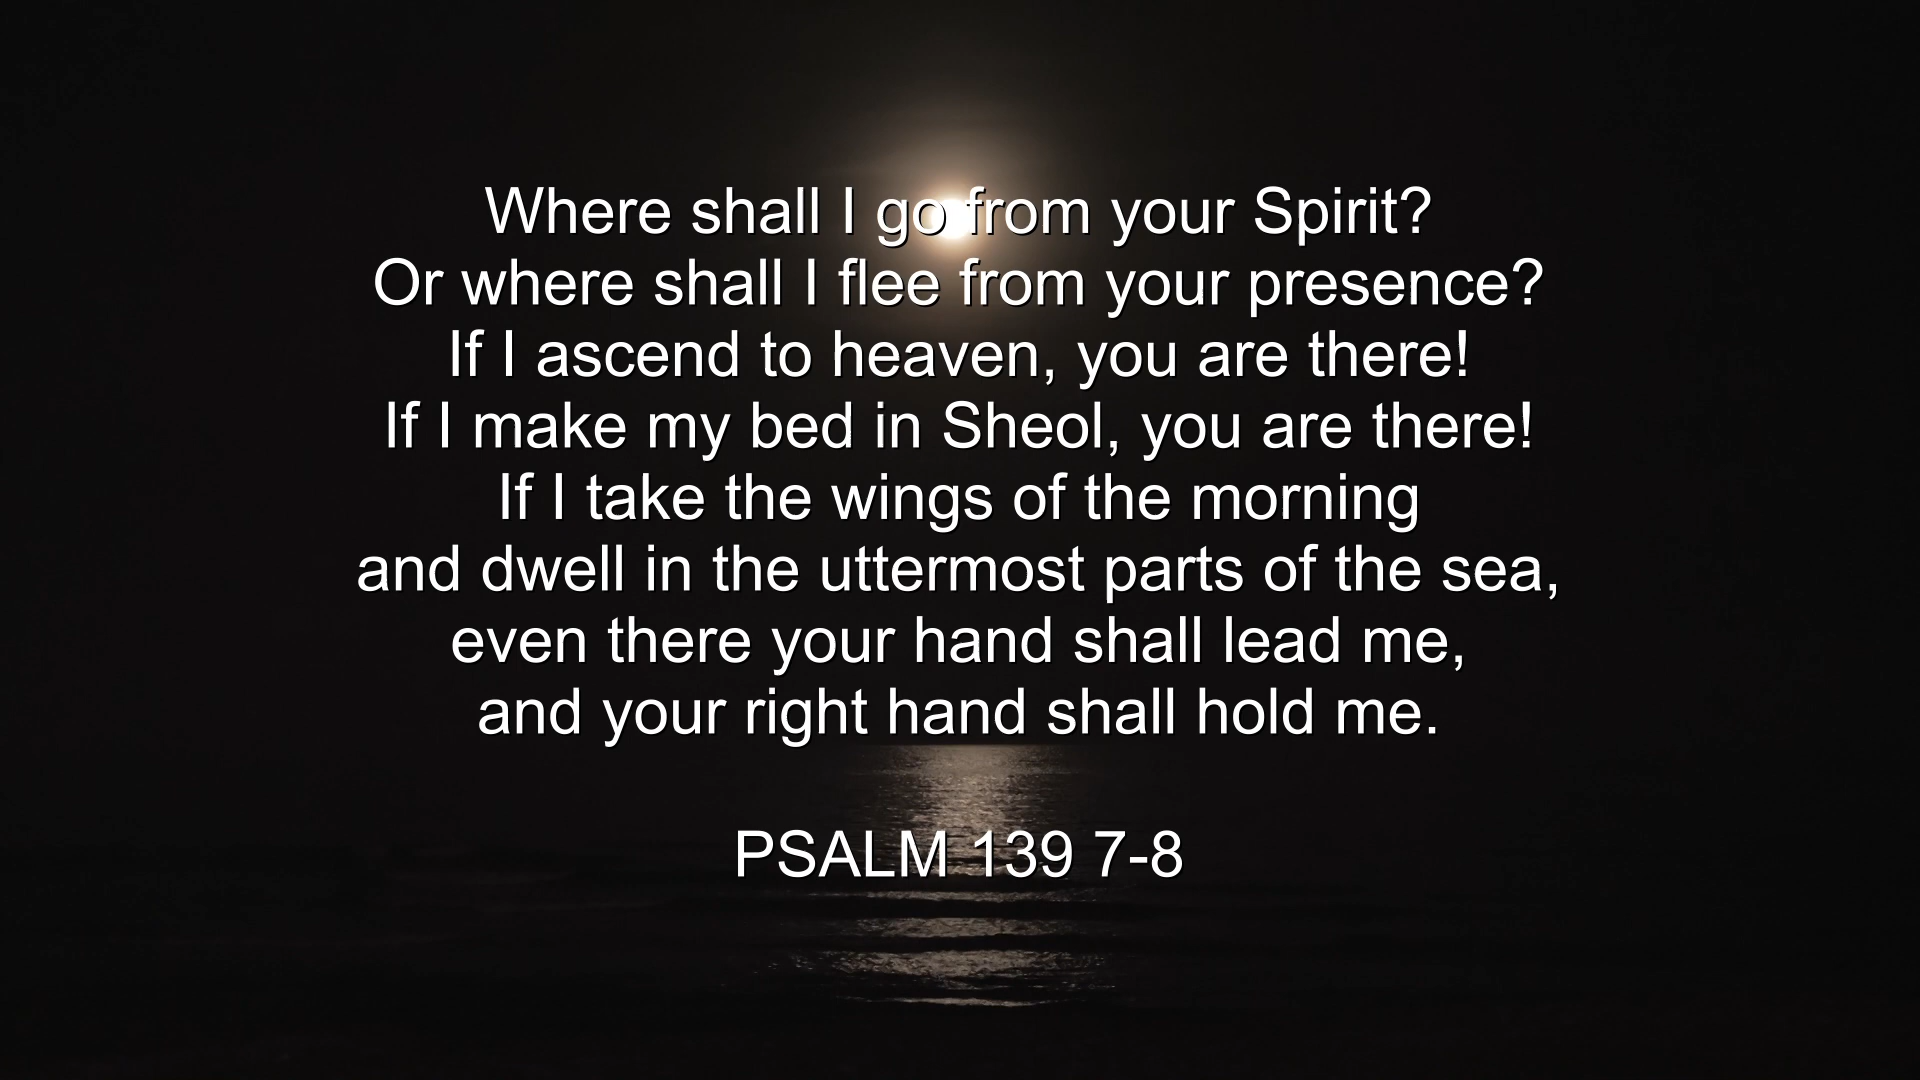 Where shall I go from your Spirit?
Or where shall I flee from your presence?
If I ascend to heaven, you are there!
If I make my bed in Sheol, you are there!
If I take the wings of the morning
and dwell in the uttermost parts of the sea,
even there your hand shall lead me,
and your right hand shall hold me.
PSALM 139 7-8